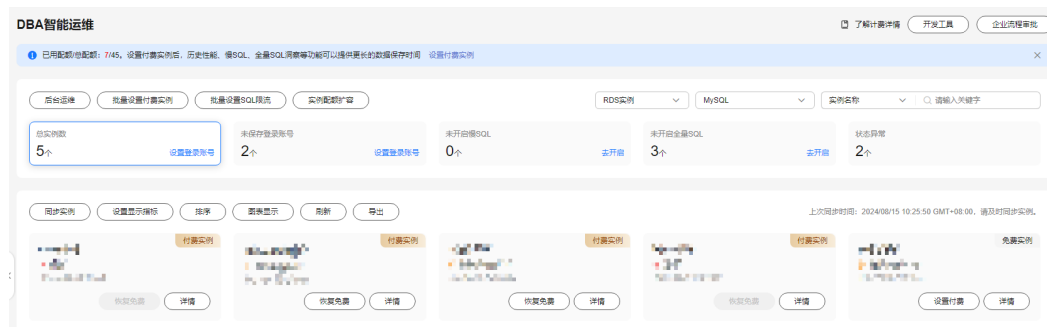 DBA智能运维
了解计费详情 开发工具 企业流程审批
已用配额/总配额：7/45。设置付费实例后，历史性能、慢SQL、全量SQL洞察等功能可以提供更长的数据保存时间 设置付费实例
后台运维 批量设置付费实例 批量设置SQL限流 实例配额扩容 RDS实例 MySQL 实例名称 请输入关键字
总实例数 未保存登录账号 未开启慢SQL 未开启全量SQL 状态异常
5个 设置登录账号 2个 设置登录账号 0个 去开启 3个 去开启 2个
同步实例 设置显示指标 排序 图表显示 刷新 导出 上次同步时间：2024/08/15 10:25:50 GMT+08:00，请及时同步实例。
付费实例 付费实例 付费实例 付费实例 免费实例
恢复免费 详情 恢复免费 详情 恢复免费 详情 恢复免费 详情 设置付费 详情